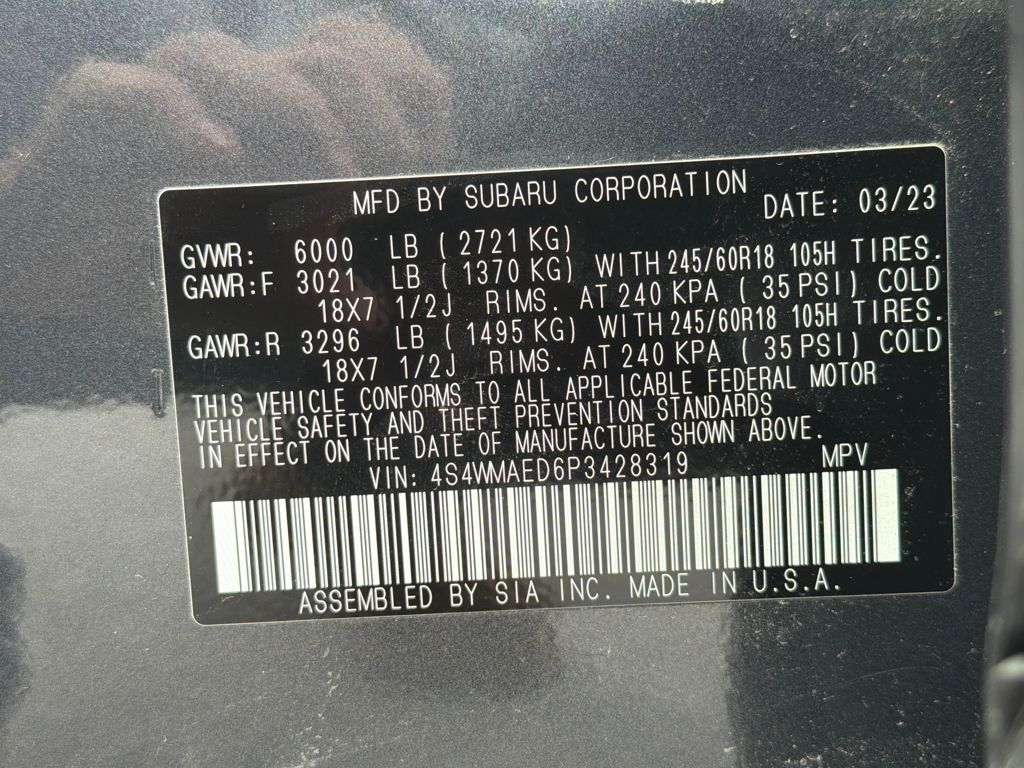 MFD BY SUBARU CORPORATION DATE: 03/23
GVWR: 6000 LB ( 2721 KG)
GAWR:F 3021 LB ( 1370 KG) WITH 245/60R18 105H TIRES.
18X7 1/2J RIMS. AT 240 KPA ( 35 PSI) COLD
GAWR:R 3296 LB ( 1495 KG) WITH 245/60R18 105H TIRES.
18X7 1/2J RIMS. AT 240 KPA ( 35 PSI) COLD
THIS VEHICLE CONFORMS TO ALL APPLICABLE FEDERAL MOTOR
VEHICLE SAFETY AND THEFT PREVENTION STANDARDS
IN EFFECT ON THE DATE OF MANUFACTURE SHOWN ABOVE.
VIN: 4S4WMAED6P3428319 MPV
ASSEMBLED BY SIA INC. MADE IN U.S.A.